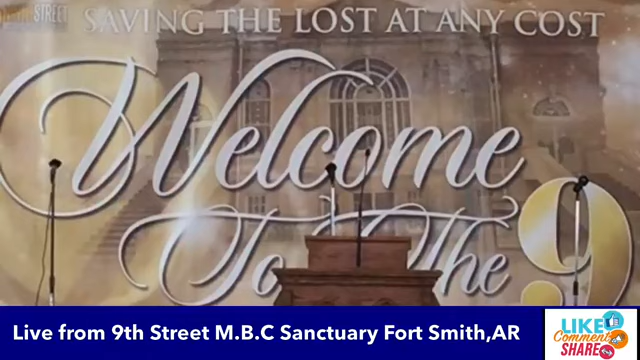 STREET
SAVING THE LOST AT ANY COST
Welcome
To The 9
Live from 9th Street M.B.C Sanctuary Fort Smith,AR
LIKE
Comment
SHARE